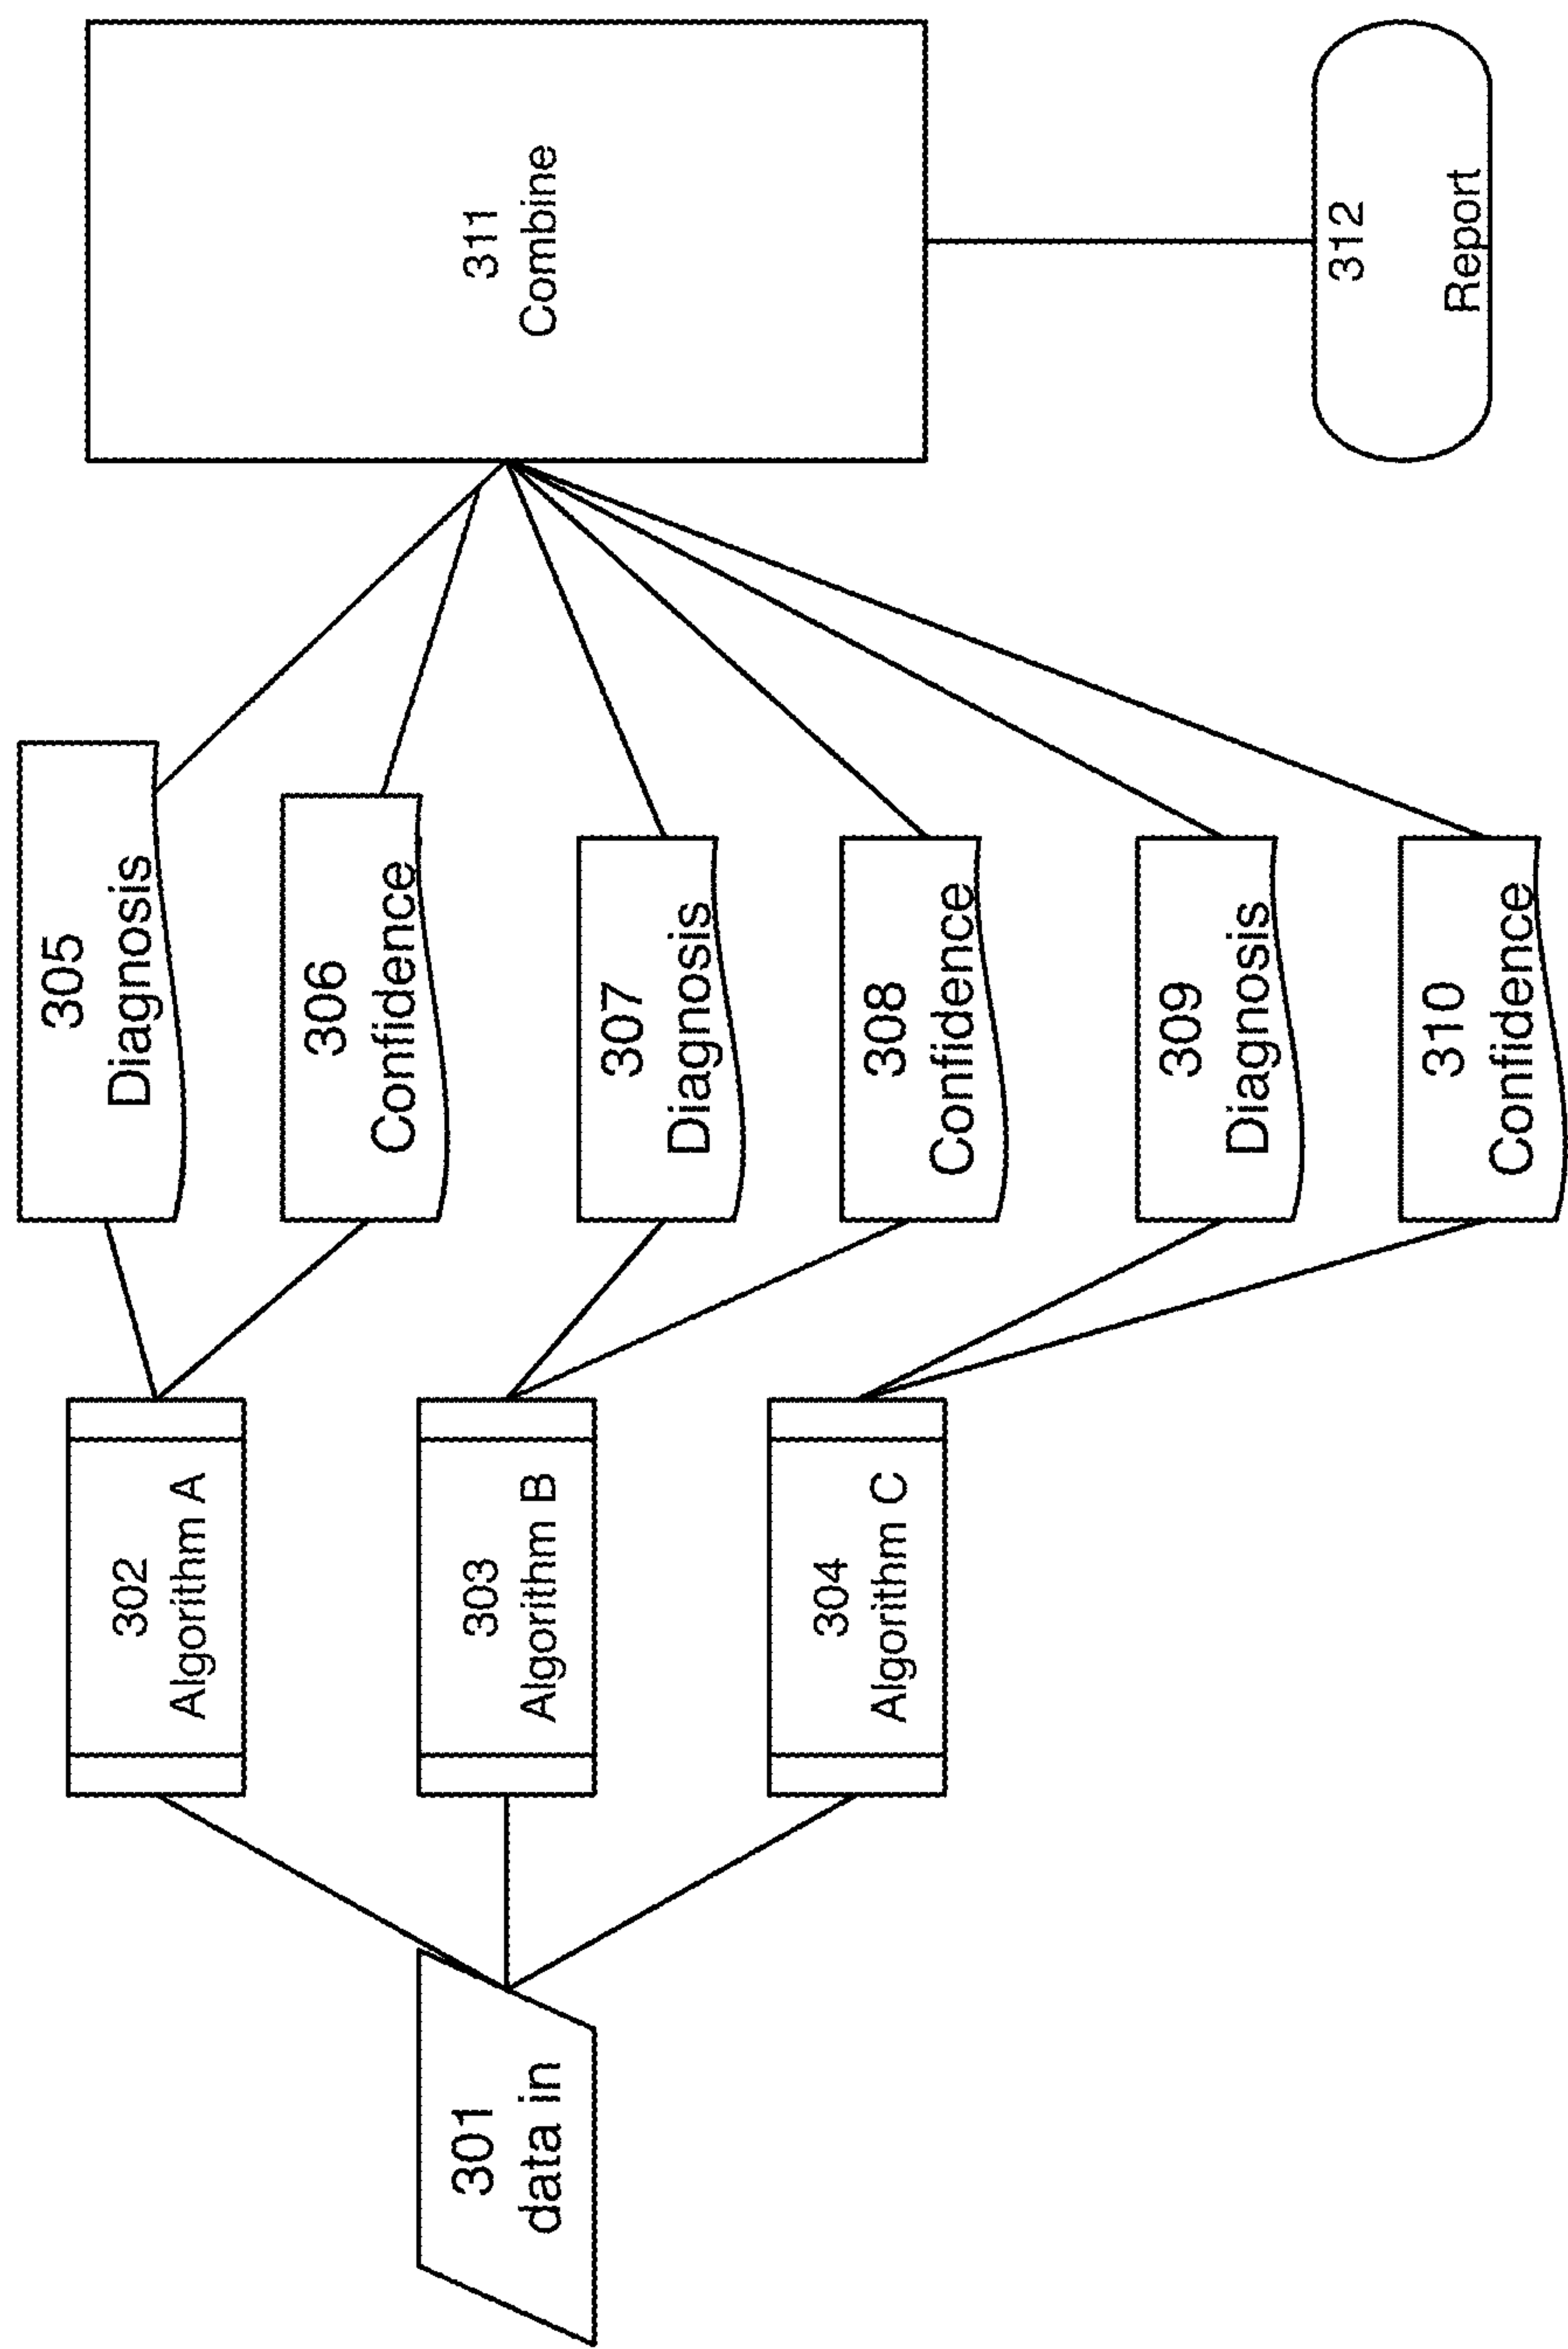 301
data in
302
Algorithm A
303
Algorithm B
304
Algorithm C
305
Diagnosis
306
Confidence
307
Diagnosis
308
Confidence
309
Diagnosis
310
Confidence
311
Combine
312
Report